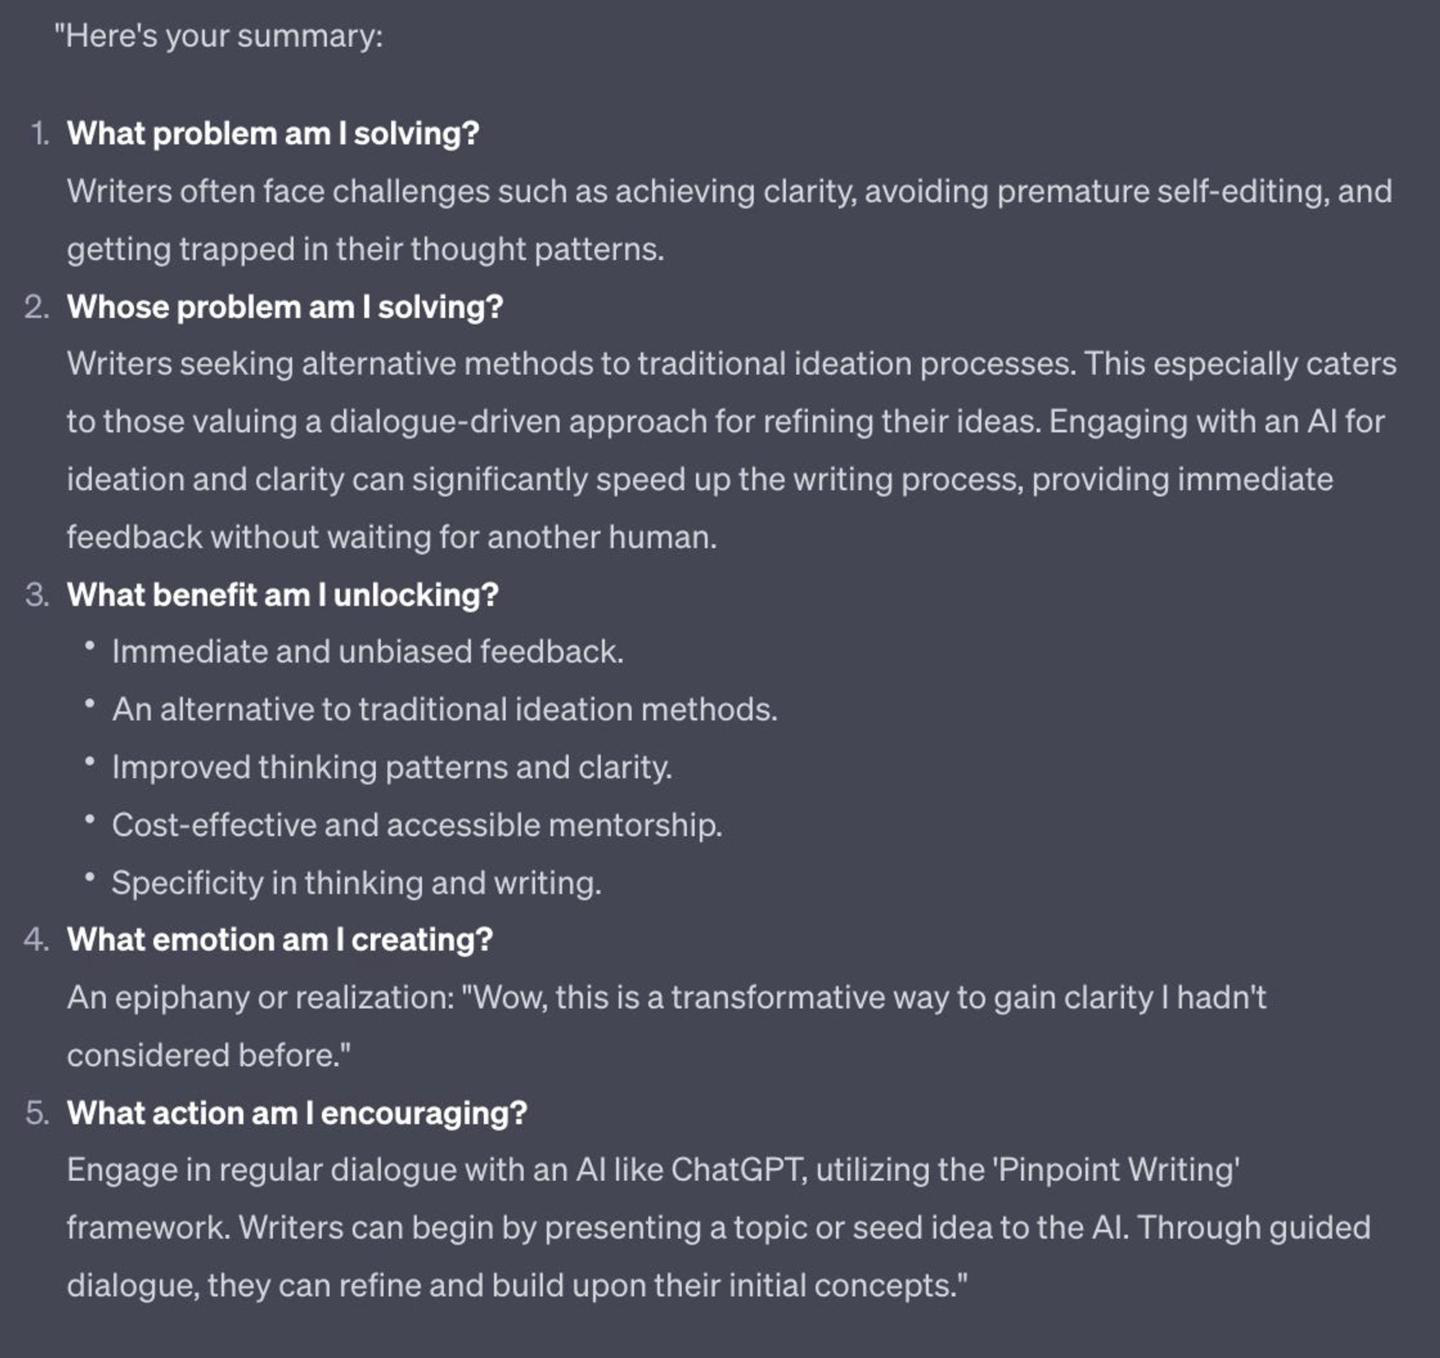 "Here's your summary:
1. What problem am I solving?
Writers often face challenges such as achieving clarity, avoiding premature self-editing, and
getting trapped in their thought patterns.
2. Whose problem am I solving?
Writers seeking alternative methods to traditional ideation processes. This especially caters
to those valuing a dialogue-driven approach for refining their ideas. Engaging with an AI for
ideation and clarity can significantly speed up the writing process, providing immediate
feedback without waiting for another human.
3. What benefit am I unlocking?
• Immediate and unbiased feedback.
• An alternative to traditional ideation methods.
• Improved thinking patterns and clarity.
• Cost-effective and accessible mentorship.
• Specificity in thinking and writing.
4. What emotion am I creating?
An epiphany or realization: "Wow, this is a transformative way to gain clarity I hadn't
considered before."
5. What action am I encouraging?
Engage in regular dialogue with an AI like ChatGPT, utilizing the 'Pinpoint Writing'
framework. Writers can begin by presenting a topic or seed idea to the AI. Through guided
dialogue, they can refine and build upon their initial concepts."